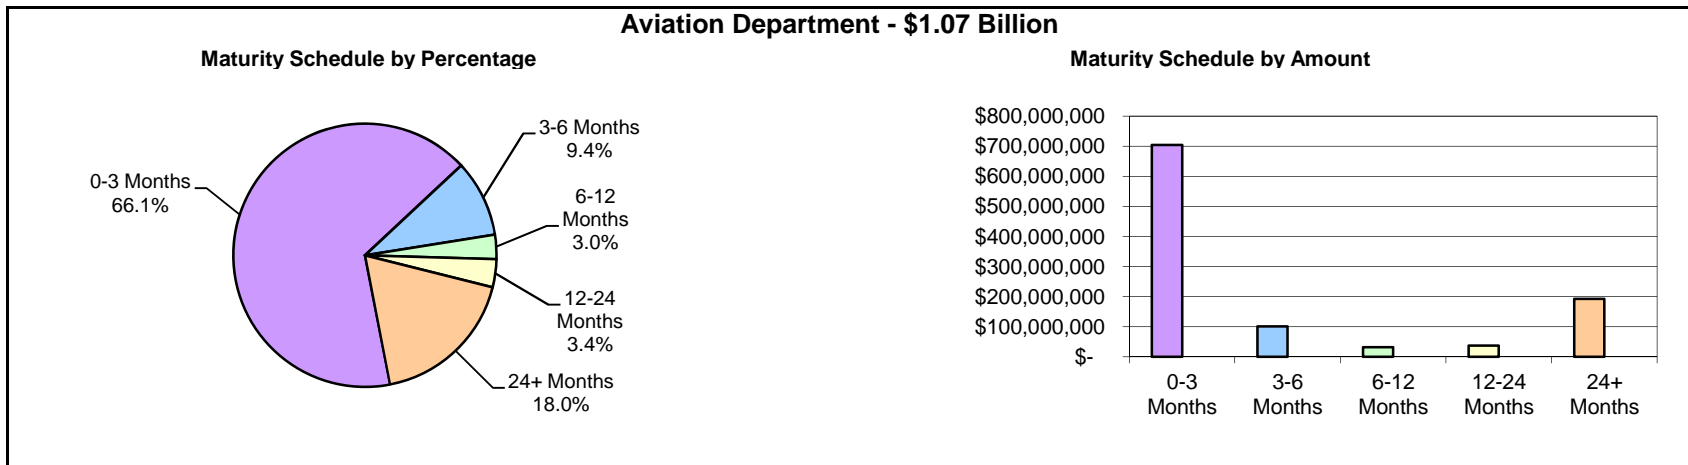 Aviation Department - $1.07 Billion
Maturity Schedule by Percentage
3-6 Months
9.4%
0-3 Months
66.1%
6-12
Months
3.0%
12-24
Months
3.4%
24+ Months
18.0%
Maturity Schedule by Amount
$800,000,000
$700,000,000
$600,000,000
$500,000,000
$400,000,000
$300,000,000
$200,000,000
$100,000,000
$-
0-3 3-6 6-12 12-24 24+
Months Months Months Months Months